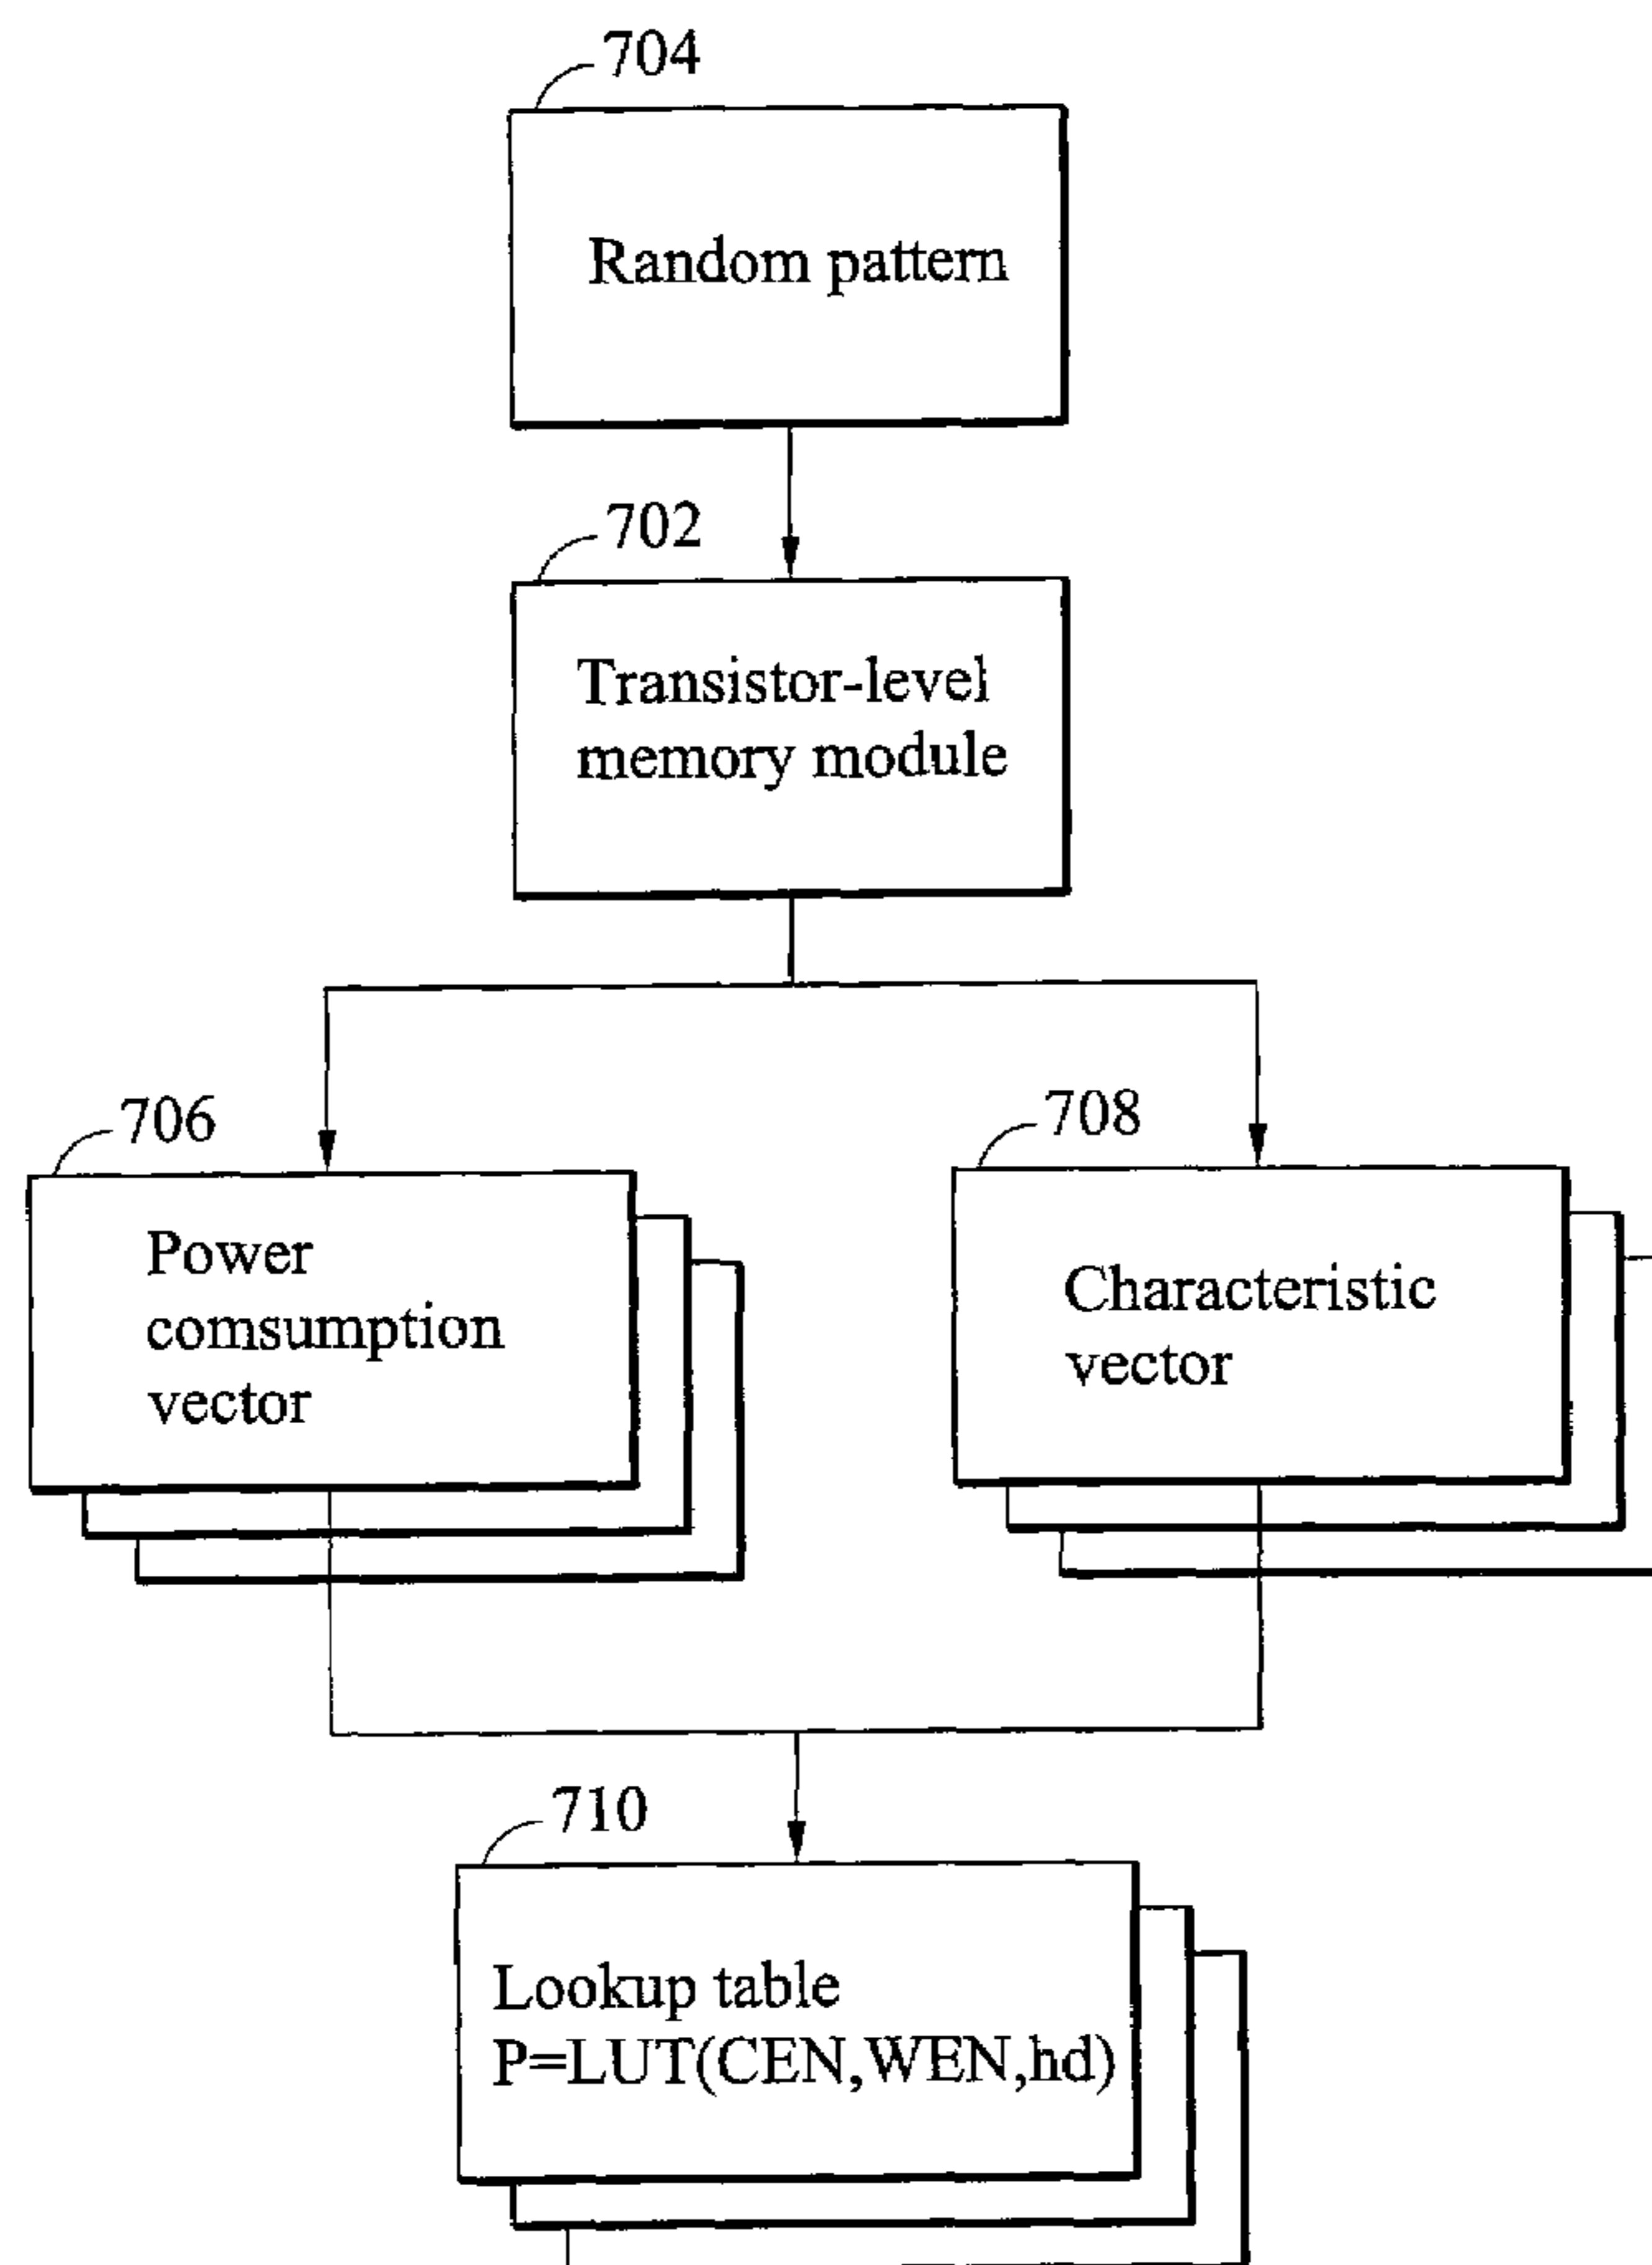 704
Random pattern
702
Transistor-level
memory module
706
Power
comsumption
vector
708
Characteristic
vector
710
Lookup table
P=LUT(CEN,WEN,hd)